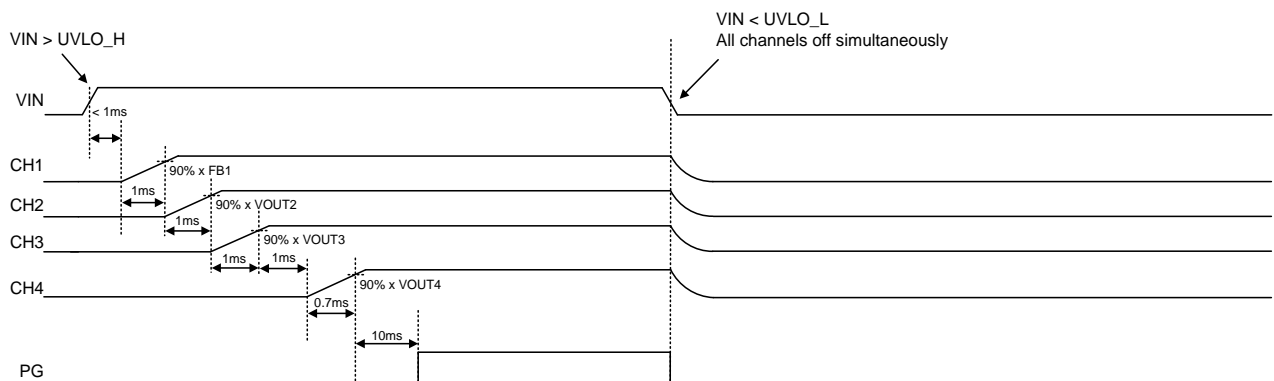 VIN < UVLO_L
All channels off simultaneously
VIN > UVLO_H
VIN
< 1ms
CH1
90% x FB1
1ms
CH2
90% x VOUT2
1ms
CH3
90% x VOUT3
1ms
1ms
CH4
90% x VOUT4
0.7ms
10ms
PG